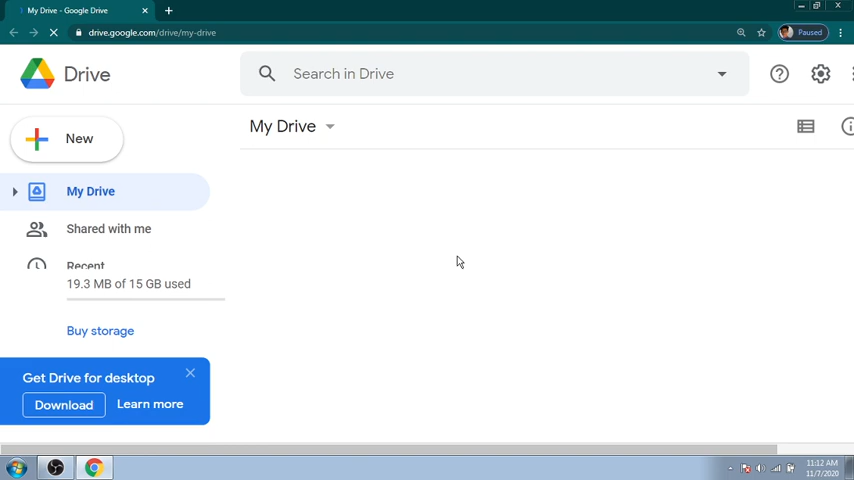 My Drive - Google Drive
drive.google.com/drive/my-drive
Paused
Drive
Search in Drive
New
My Drive
My Drive
Shared with me
Recent
19.3 MB of 15 GB used
Buy storage
Get Drive for desktop
Download
Learn more
11:12 AM
11/7/2020